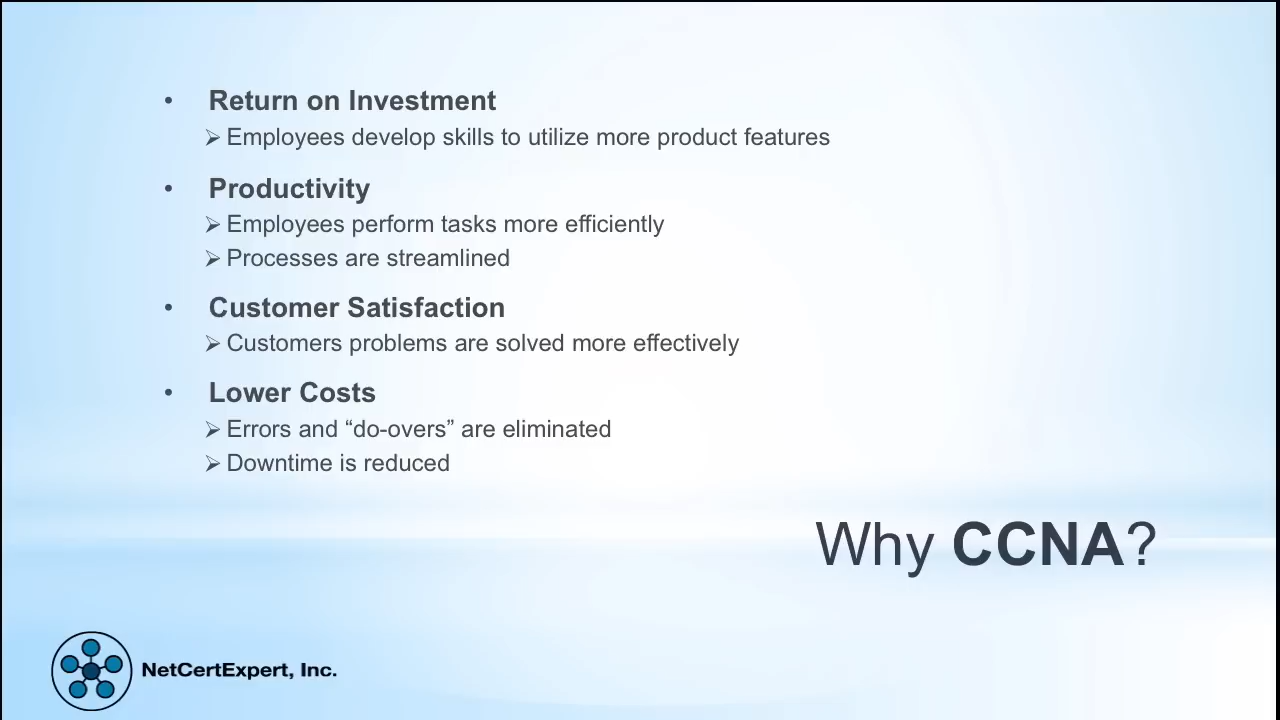 • Return on Investment
➢ Employees develop skills to utilize more product features
• Productivity
➢ Employees perform tasks more efficiently
➢ Processes are streamlined
• Customer Satisfaction
➢ Customers problems are solved more effectively
• Lower Costs
➢ Errors and “do-overs” are eliminated
➢ Downtime is reduced
Why CCNA?
NetCertExpert, Inc.